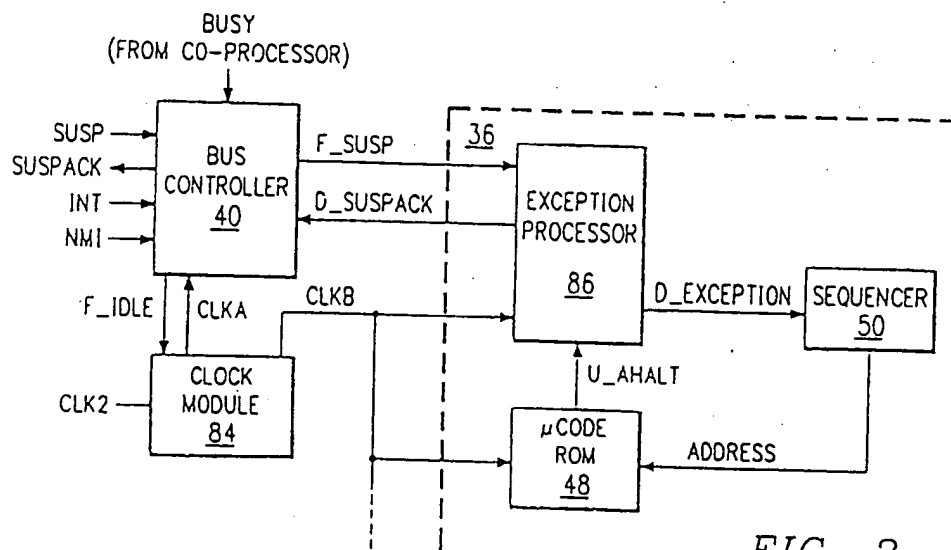 BUSY
(FROM CO-PROCESSOR)
SUSP
SUSPACK
INT
NMI
BUS
CONTROLLER
40
F_SUSP
D_SUSPACK
36
EXCEPTION
PROCESSOR
86
D_EXCEPTION
SEQUENCER
50
F_IDLE
CLKA
CLKB
CLK2
CLOCK
MODULE
84
U_AHALT
μCODE
ROM
48
ADDRESS